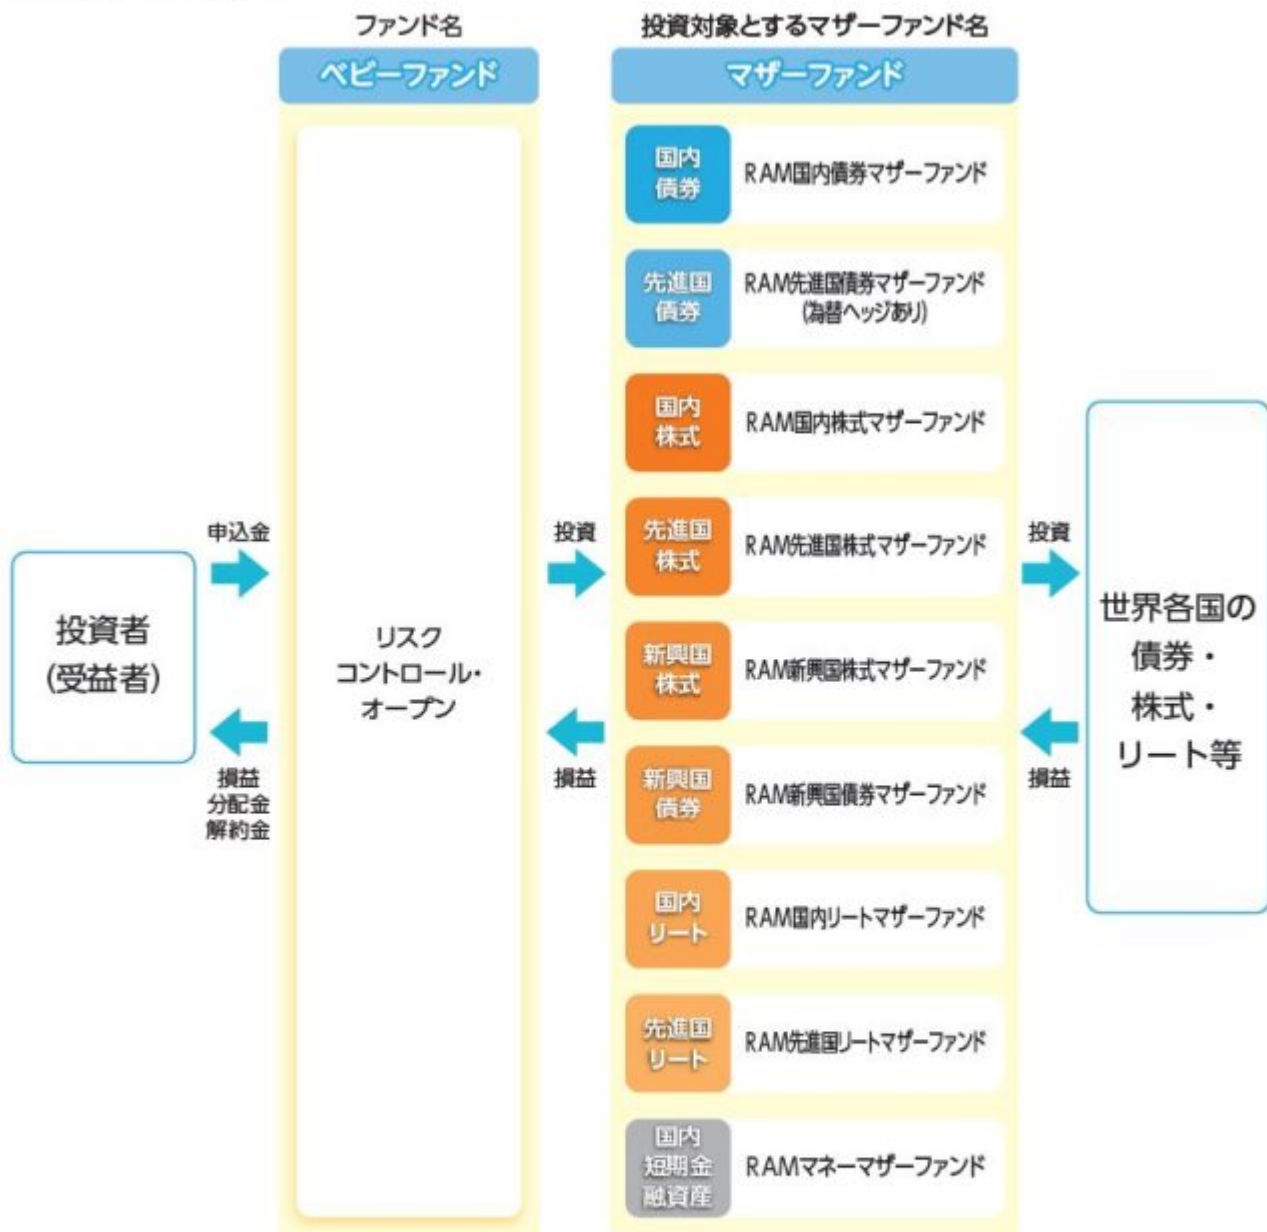 ファンド名
投資対象とするマザーファンド名
ベビーファンド
マザーファンド
投資者
(受益者)
申込金
損益
分配金
解約金
リスク
コントロール・
オープン
投資
損益
国内
債券
RAM国内債券マザーファンド
先進国
債券
RAM先進国債券マザーファンド
(為替ヘッジあり)
国内
株式
RAM国内株式マザーファンド
先進国
株式
RAM先進国株式マザーファンド
新興国
株式
RAM新興国株式マザーファンド
新興国
債券
RAM新興国債券マザーファンド
国内
リート
RAM国内リートマザーファンド
先進国
リート
RAM先進国リートマザーファンド
国内
短期金
融資産
RAMマネーマザーファンド
投資
損益
世界各国の
債券・
株式・
リート等